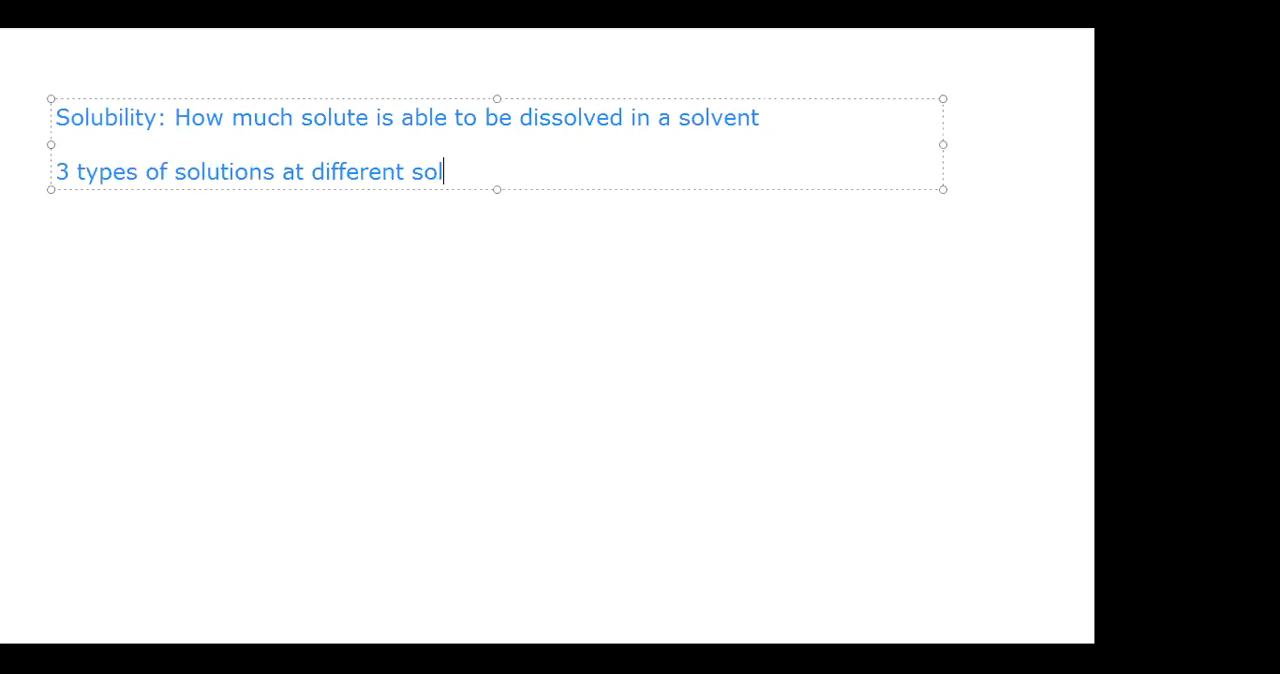 Solubility: How much solute is able to be dissolved in a solvent
3 types of solutions at different sol